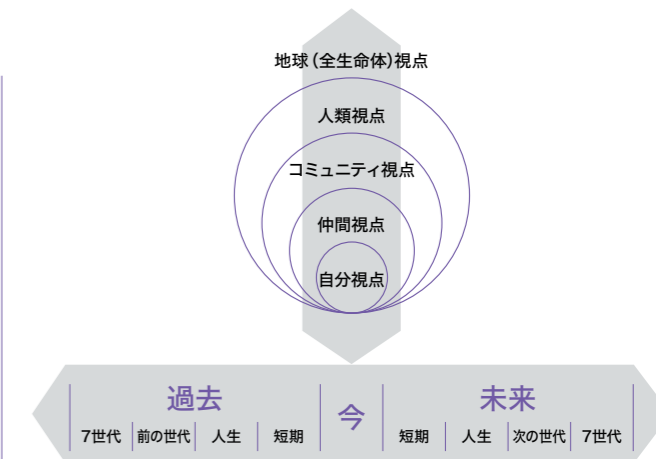 地球（全生命体）視点
人類視点
コミュニティ視点
仲間視点
自分視点
過去 今 未来
7世代 前の世代 人生 短期 短期 人生 次の世代 7世代